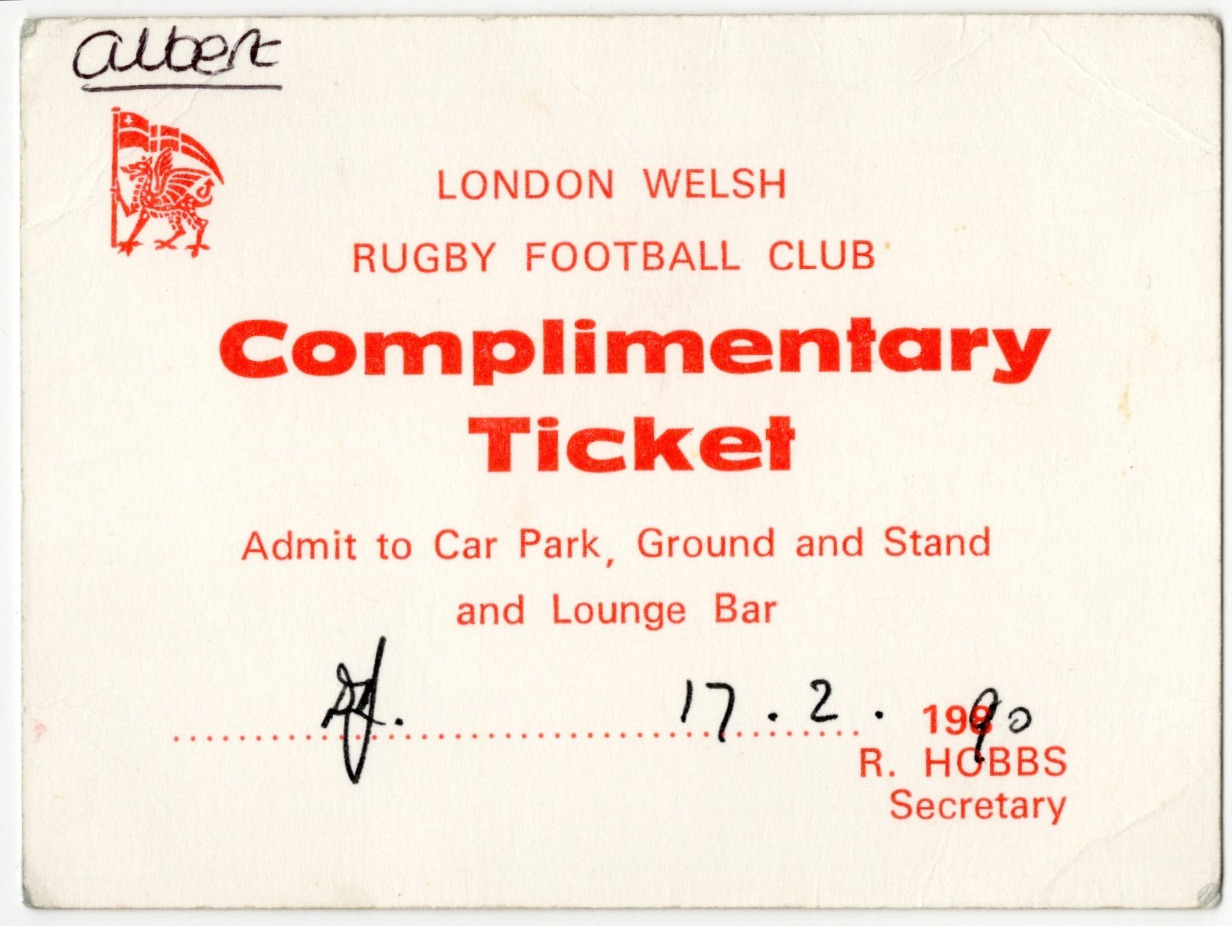 Albert
LONDON WELSH
RUGBY FOOTBALL CLUB
Complimentary
Ticket
Admit to Car Park, Ground and Stand
and Lounge Bar
17 . 2 . 1990
R. HOBBS
Secretary